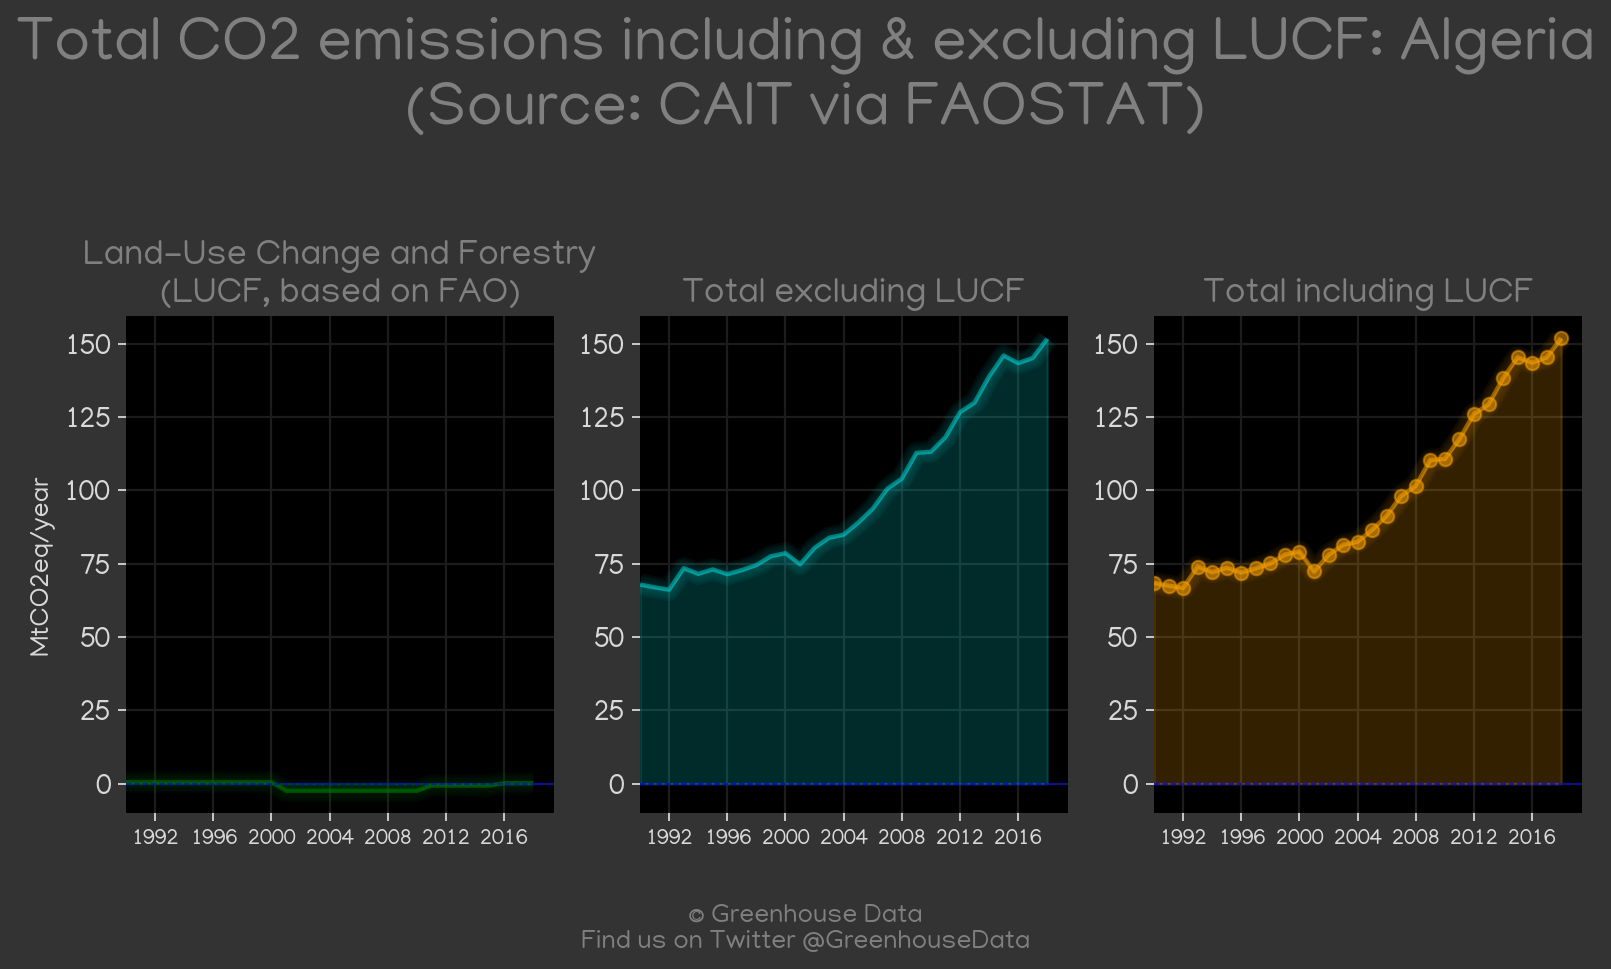 Total CO2 emissions including & excluding LUCF: Algeria
(Source: CAIT via FAOSTAT)
Land-Use Change and Forestry
(LUCF, based on FAO)
MtCO2eq/year
150
125
100
75
50
25
0
1992 1996 2000 2004 2008 2012 2016
Total excluding LUCF
150
125
100
75
50
25
0
1992 1996 2000 2004 2008 2012 2016
Total including LUCF
150
125
100
75
50
25
0
1992 1996 2000 2004 2008 2012 2016
© Greenhouse Data
Find us on Twitter @GreenhouseData